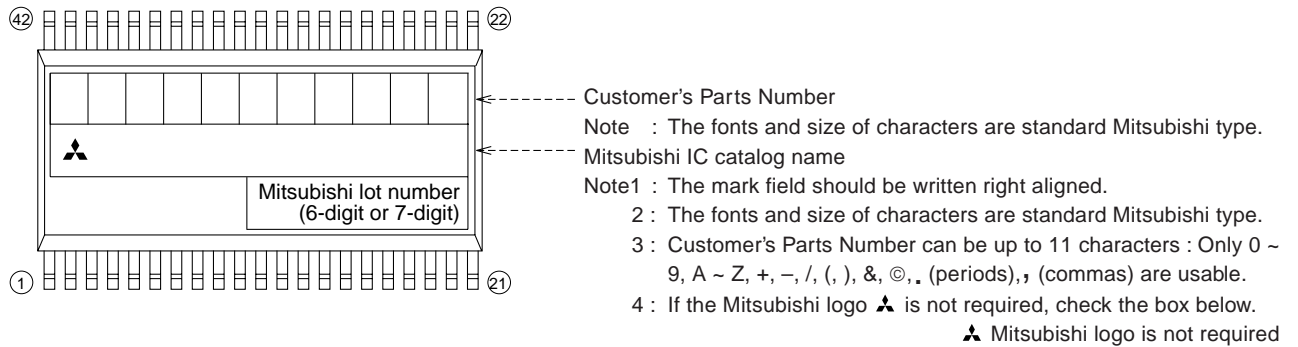 42 22
Customer's Parts Number
Note : The fonts and size of characters are standard Mitsubishi type.
Mitsubishi IC catalog name
Mitsubishi lot number
(6-digit or 7-digit)
Note1 : The mark field should be written right aligned.
2 : The fonts and size of characters are standard Mitsubishi type.
3 : Customer's Parts Number can be up to 11 characters : Only 0 ~
9, A ~ Z, +, –, /, (, ), &, ©, . (periods), , (commas) are usable.
4 : If the Mitsubishi logo is not required, check the box below.
Mitsubishi logo is not required
1 21